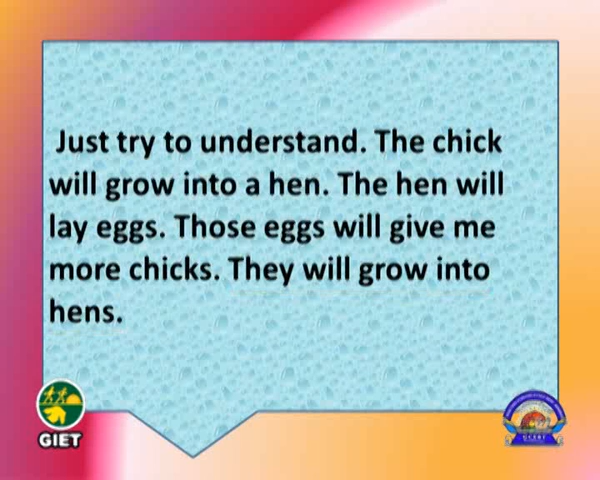 Just try to understand. The chick
will grow into a hen. The hen will
lay eggs. Those eggs will give me
more chicks. They will grow into
hens.
GIET